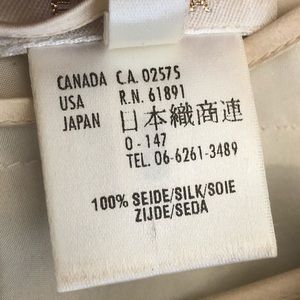 CANADA C.A. 02575
USA R.N. 61891
JAPAN 日本織商連
0-147
TEL. 06-6261-3489
100% SEIDE/SILK/SOIE
ZIJDE/SEDA